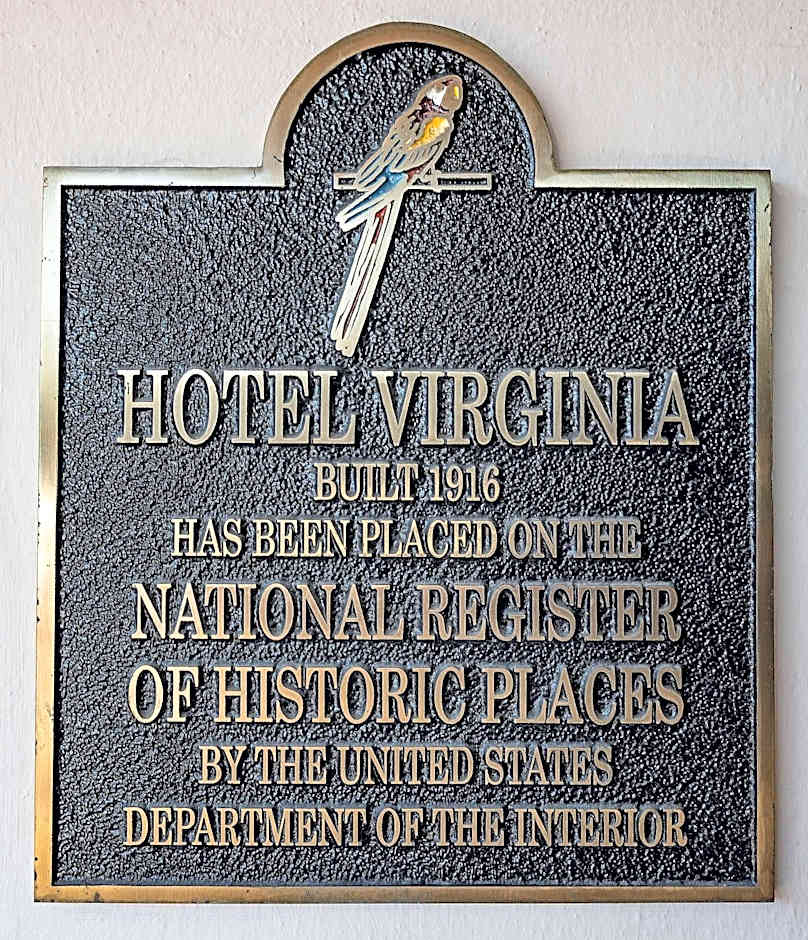 HOTEL VIRGINIA
BUILT 1916
HAS BEEN PLACED ON THE
NATIONAL REGISTER
OF HISTORIC PLACES
BY THE UNITED STATES
DEPARTMENT OF THE INTERIOR